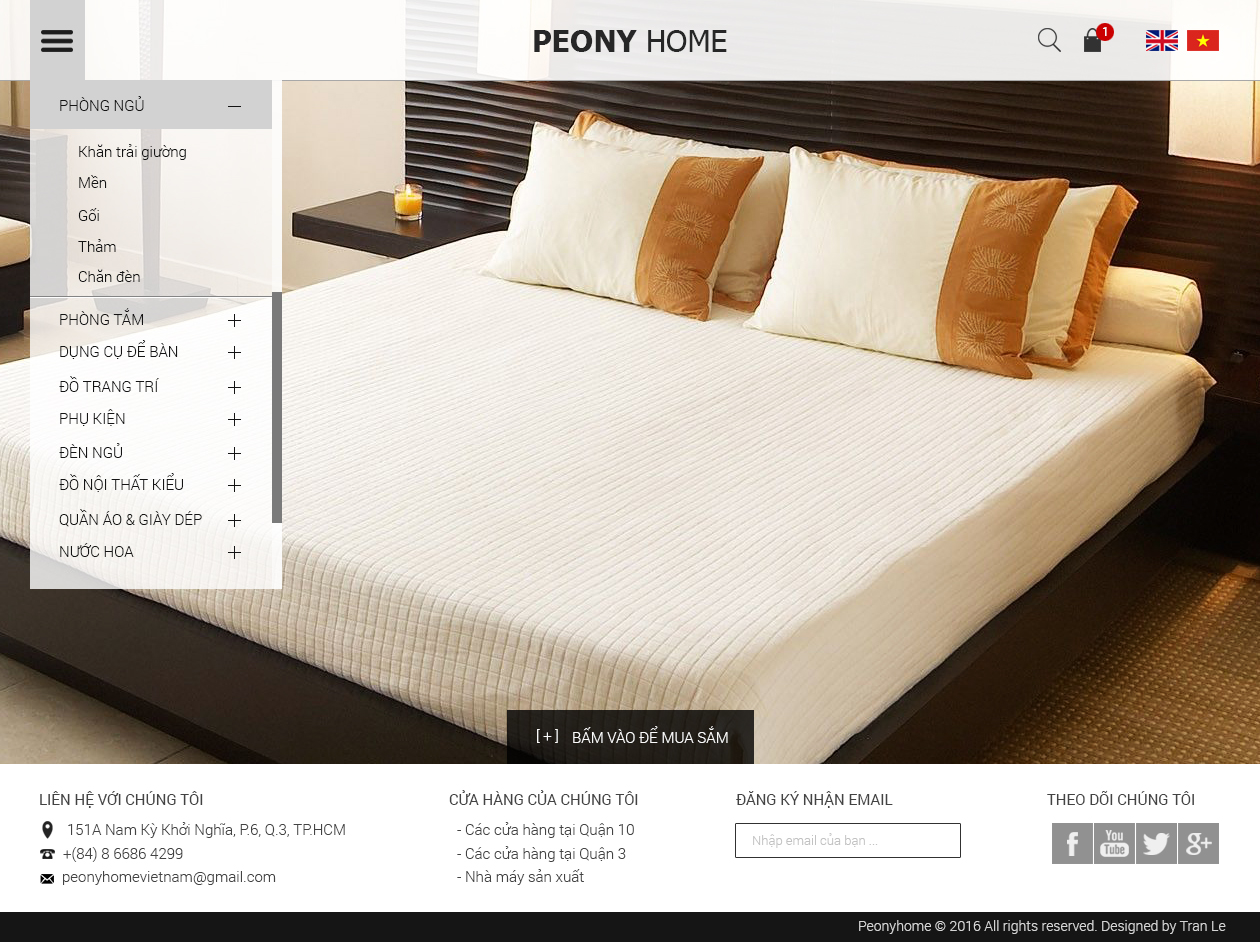 PEONY HOME
1
PHÒNG NGỦ
Khăn trải giường
Mền
Gối
Thảm
Chăn đèn
PHÒNG TẮM
DỤNG CỤ ĐỂ BÀN
ĐỒ TRANG TRÍ
PHỤ KIỆN
ĐÈN NGỦ
ĐỒ NỘI THẤT KIỂU
QUẦN ÁO & GIÀY DÉP
NƯỚC HOA
[+] BẤM VÀO ĐỂ MUA SẮM
LIÊN HỆ VỚI CHÚNG TÔI
151A Nam Kỳ Khởi Nghĩa, P.6, Q.3, TP.HCM
+(84) 8 6686 4299
peonyhomevietnam@gmail.com
CỬA HÀNG CỦA CHÚNG TÔI
- Các cửa hàng tại Quận 10
- Các cửa hàng tại Quận 3
- Nhà máy sản xuất
ĐĂNG KÝ NHẬN EMAIL
Nhập email của bạn ...
THEO DÕI CHÚNG TÔI
f
You
Tube
g+
Peonyhome © 2016 All rights reserved. Designed by Tran Le